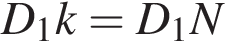 D₁k = D₁N